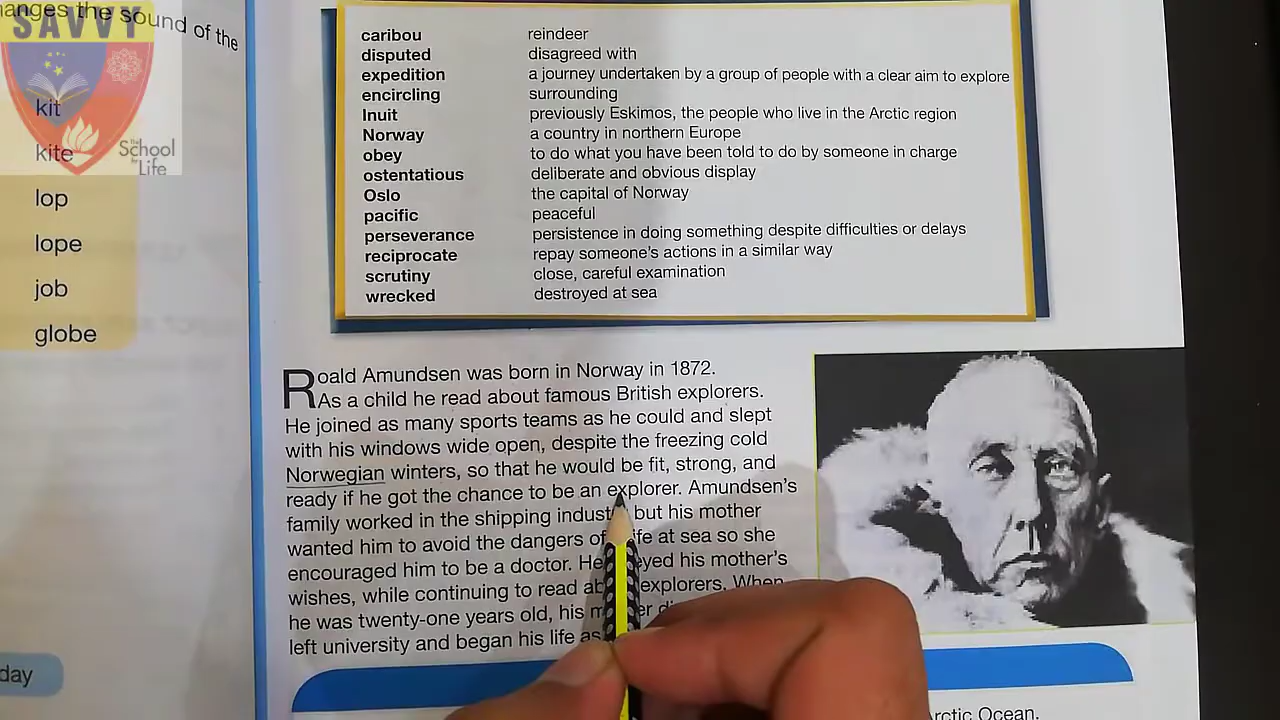 anges the sound of the
SAVVY
The School for Life
kit
kite
lop
lope
job
globe
day
caribou reindeer
disputed disagreed with
expedition a journey undertaken by a group of people with a clear aim to explore
encircling surrounding
Inuit previously Eskimos, the people who live in the Arctic region
Norway a country in northern Europe
obey to do what you have been told to do by someone in charge
ostentatious deliberate and obvious display
Oslo the capital of Norway
pacific peaceful
perseverance persistence in doing something despite difficulties or delays
reciprocate repay someone's actions in a similar way
scrutiny close, careful examination
wrecked destroyed at sea
Roald Amundsen was born in Norway in 1872.
As a child he read about famous British explorers.
He joined as many sports teams as he could and slept
with his windows wide open, despite the freezing cold
Norwegian winters, so that he would be fit, strong, and
ready if he got the chance to be an explorer. Amundsen's
family worked in the shipping but his mother
wanted him to avoid the dangers of life at sea so she
encouraged him to be a doctor. He his mother's
wishes, while continuing to read explorers. When
he was twenty-one years old, his
left university and began his life as
Arctic Ocean.